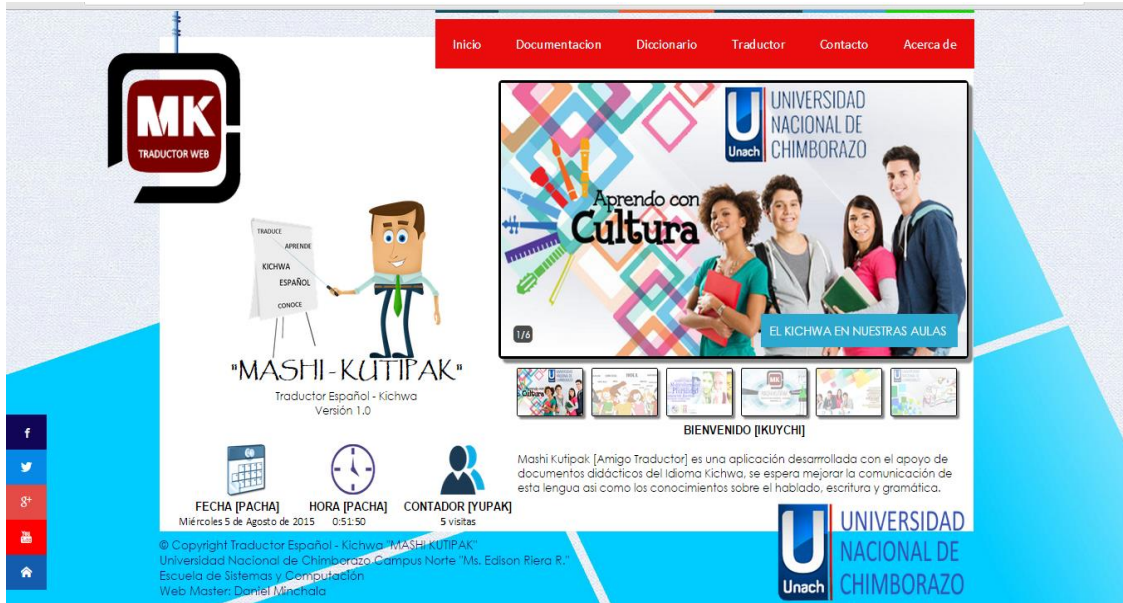 Inicio Documentacion Diccionario Traductor Contacto Acerca de
MK
TRADUCTOR WEB
TRADUCE
APRENDE
KICHWA
ESPAÑOL
CONOCE
"MASHI-KUTIPAK"
Traductor Español - Kichwa
Versión 1.0
Aprendo con
Cultura
Unach
UNIVERSIDAD
NACIONAL DE
CHIMBORAZO
1/6
EL KICHWA EN NUESTRAS AULAS
BIENVENIDO [IKUYCHI]
Mashi Kutipak [Amigo Traductor] es una aplicación desarrrollada con el apoyo de
documentos didácticos del Idioma Kichwa, se espera mejorar la comunicación de
esta lengua asi como los conocimientos sobre el hablado, escritura y gramática.
FECHA [PACHA]
Miércoles 5 de Agosto de 2015
HORA [PACHA]
0:51:50
CONTADOR [YUPAK]
5 visitas
© Copyright Traductor Español - Kichwa "MASHI KUTIPAK"
Universidad Nacional de Chimborazo Campus Norte "Ms. Edison Riera R."
Escuela de Sistemas y Computación
Web Master: Daniel Minchala
Unach
UNIVERSIDAD
NACIONAL DE
CHIMBORAZO